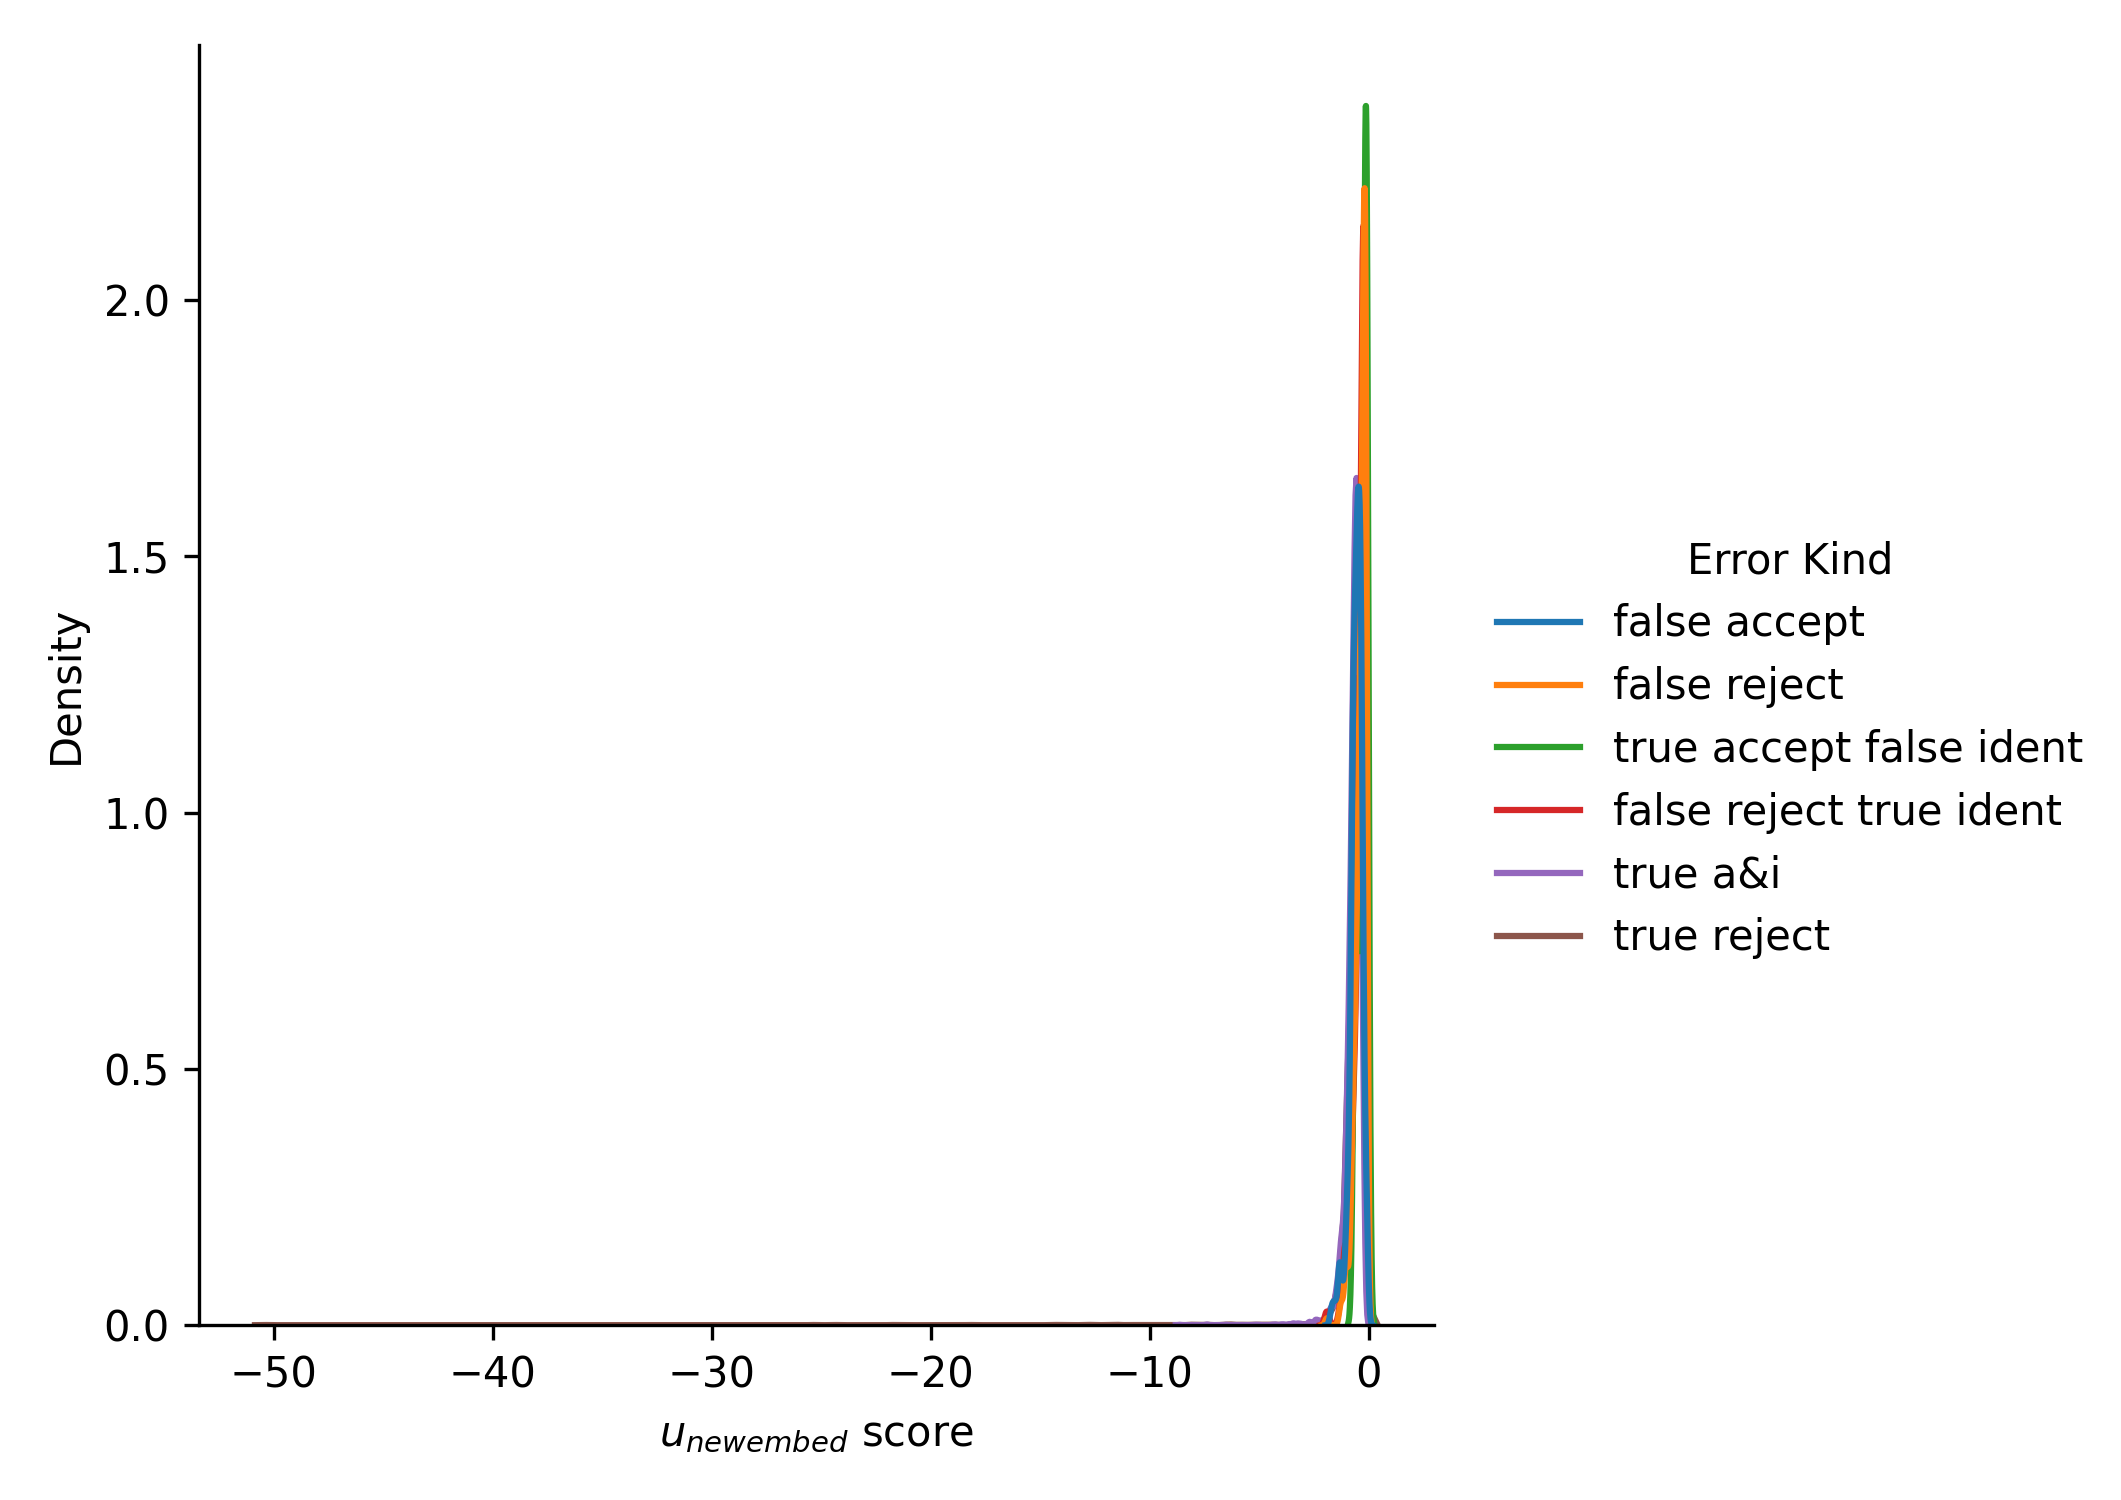 Density
2.0
1.5
1.0
0.5
0.0
−50 −40 −30 −20 −10 0
u_newembed score
Error Kind
false accept
false reject
true accept false ident
false reject true ident
true a&i
true reject